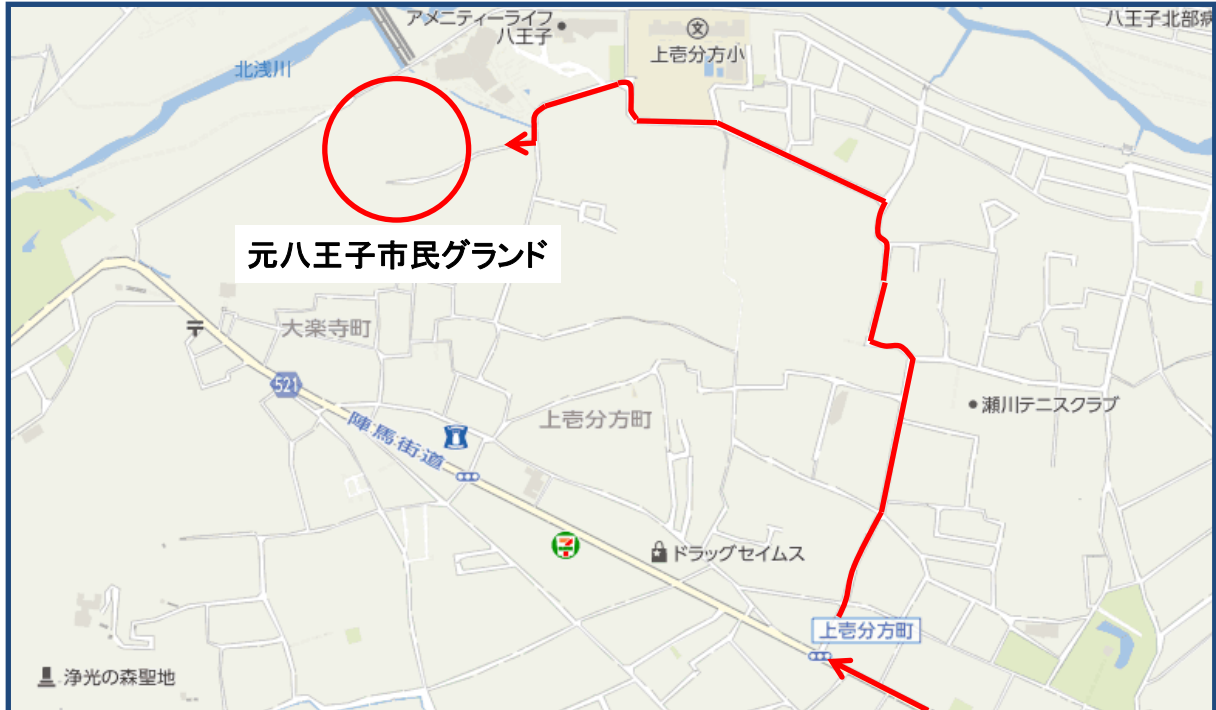 アメニティーライフ
八王子
八王子北部病
上壱分方小
文
北浅川
元八王子市民グランド
大楽寺町
521
陣馬街道
上壱分方町
瀬川テニスクラブ
7
ドラッグセイムス
上壱分方町
浄光の森聖地